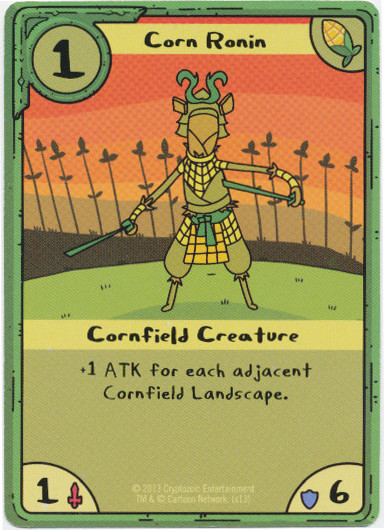 1
Corn Ronin
Cornfield Creature
+1 ATK for each adjacent
Cornfield Landscape.
1
6
© 2013 Cryptozoic Entertainment
TM & © Cartoon Network. (s13)